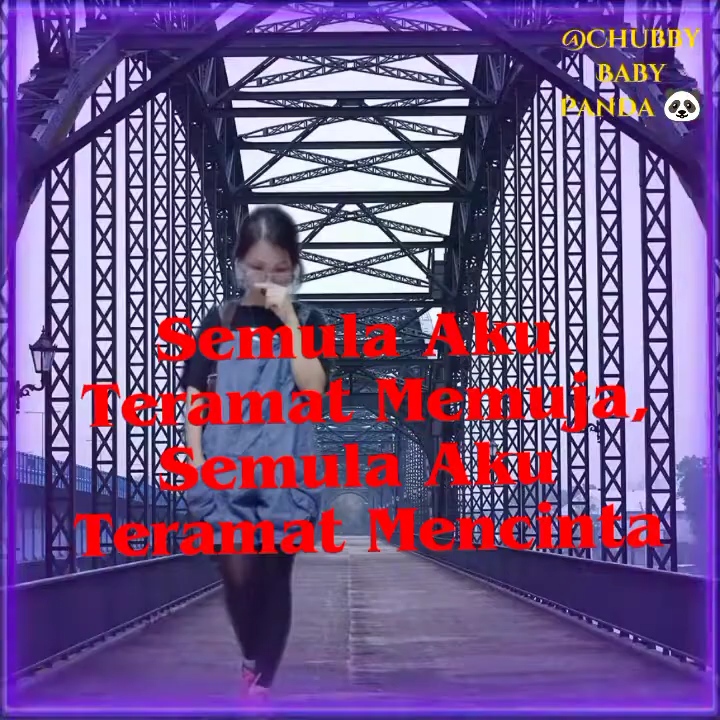 @CHUBBY
BABY
PANDA 🐼
Semula Aku
Teramat Memuja,
Semula Aku
Teramat Mencinta